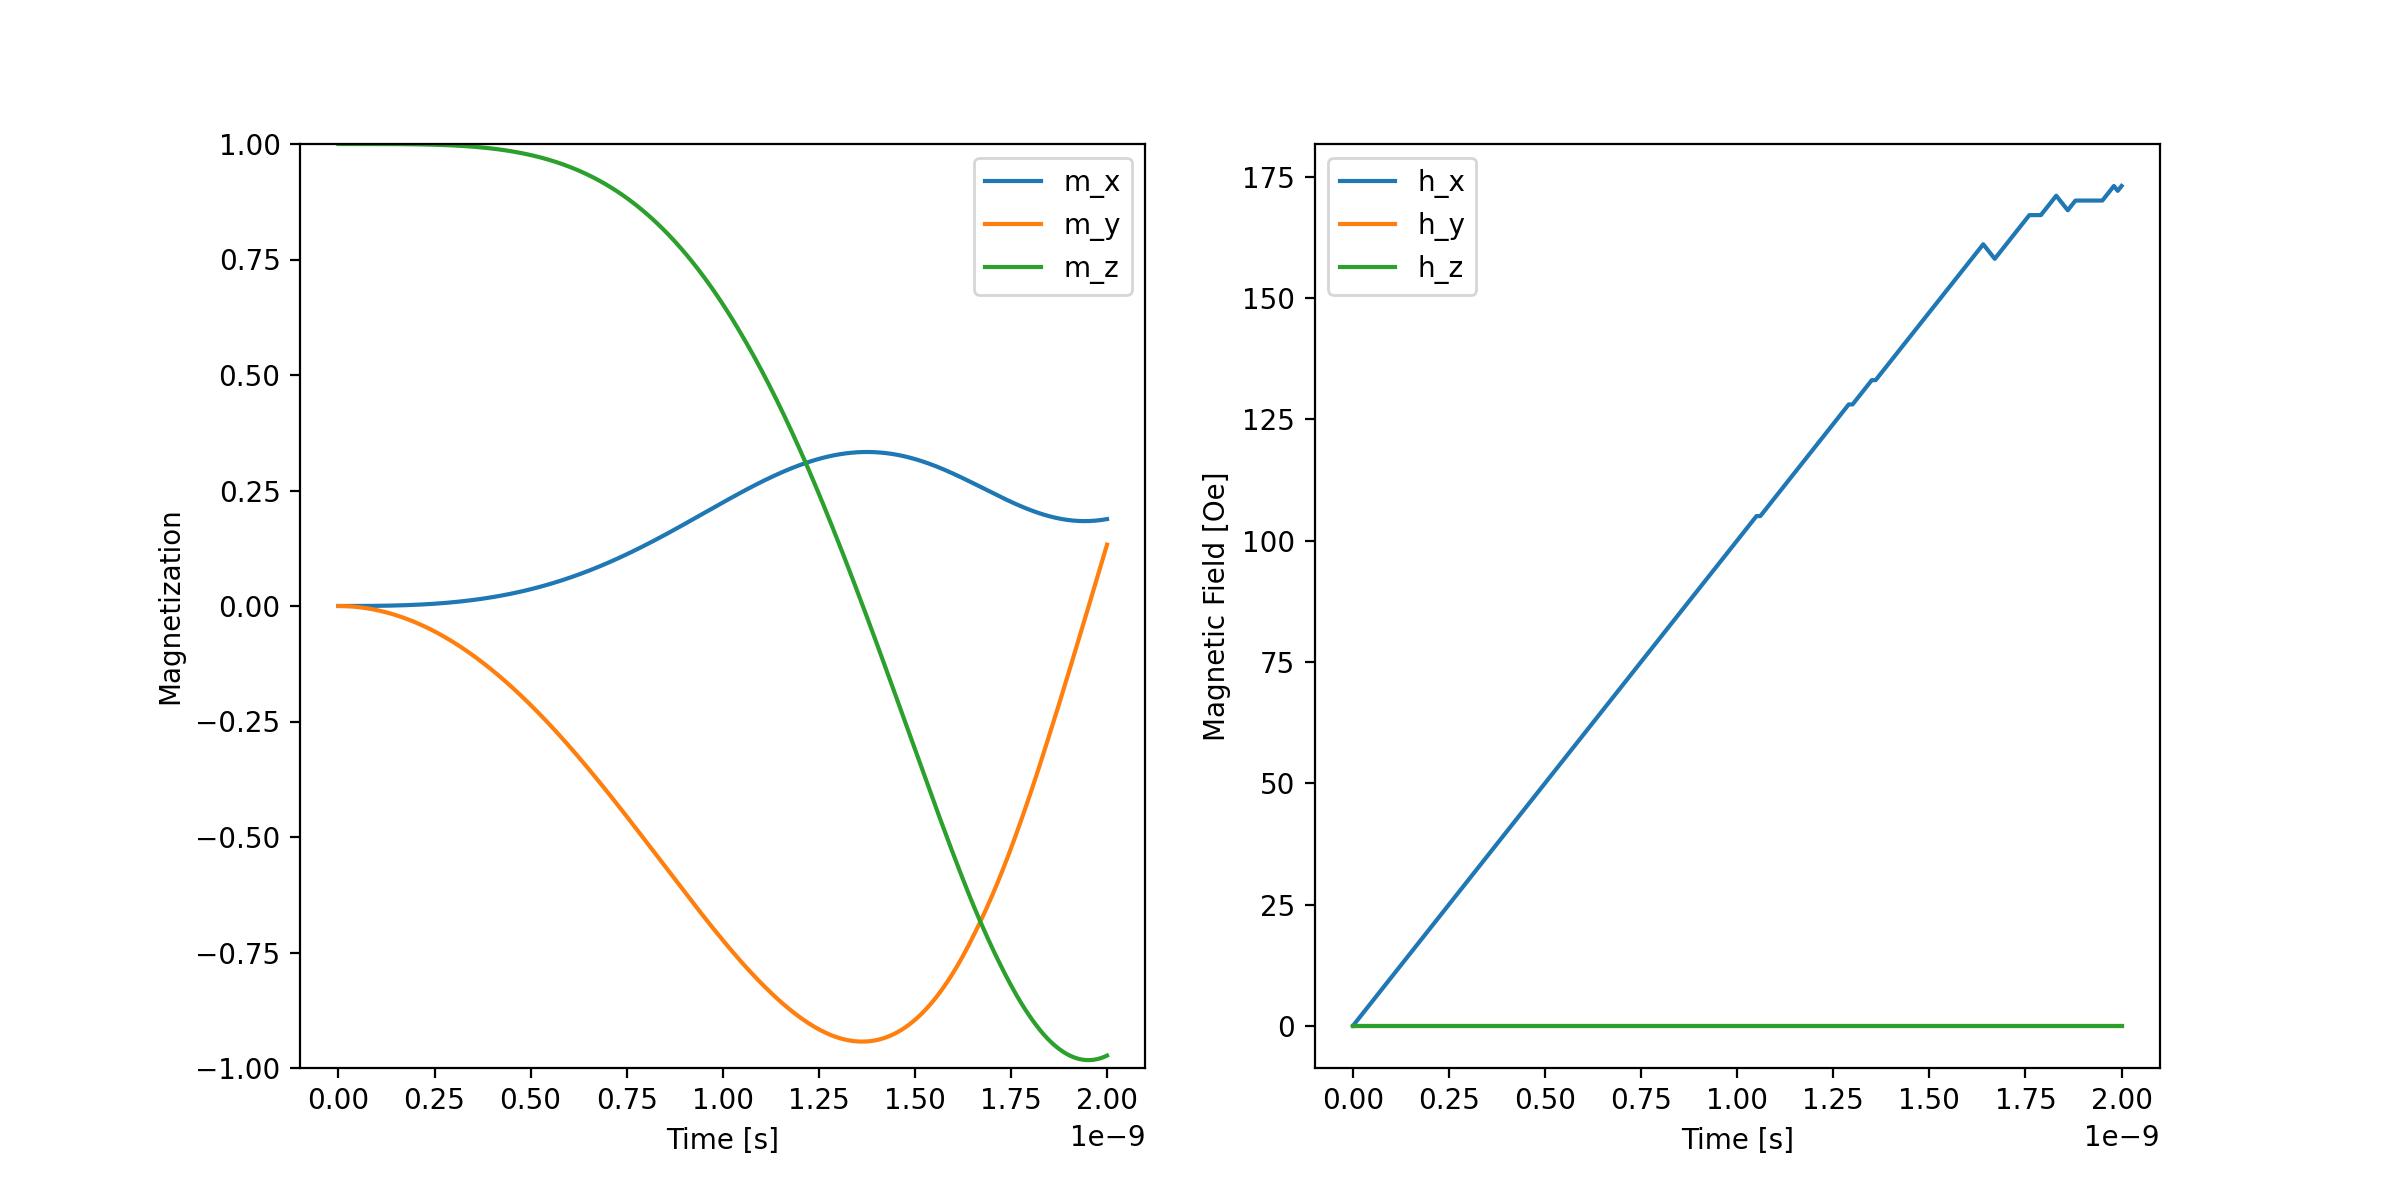 1.00
0.75
0.50
0.25
0.00
−0.25
−0.50
−0.75
−1.00
Magnetization
m_x
m_y
m_z
0.00 0.25 0.50 0.75 1.00 1.25 1.50 1.75 2.00
Time [s]
1e−9
175
150
125
100
75
50
25
0
Magnetic Field [Oe]
h_x
h_y
h_z
0.00 0.25 0.50 0.75 1.00 1.25 1.50 1.75 2.00
Time [s]
1e−9